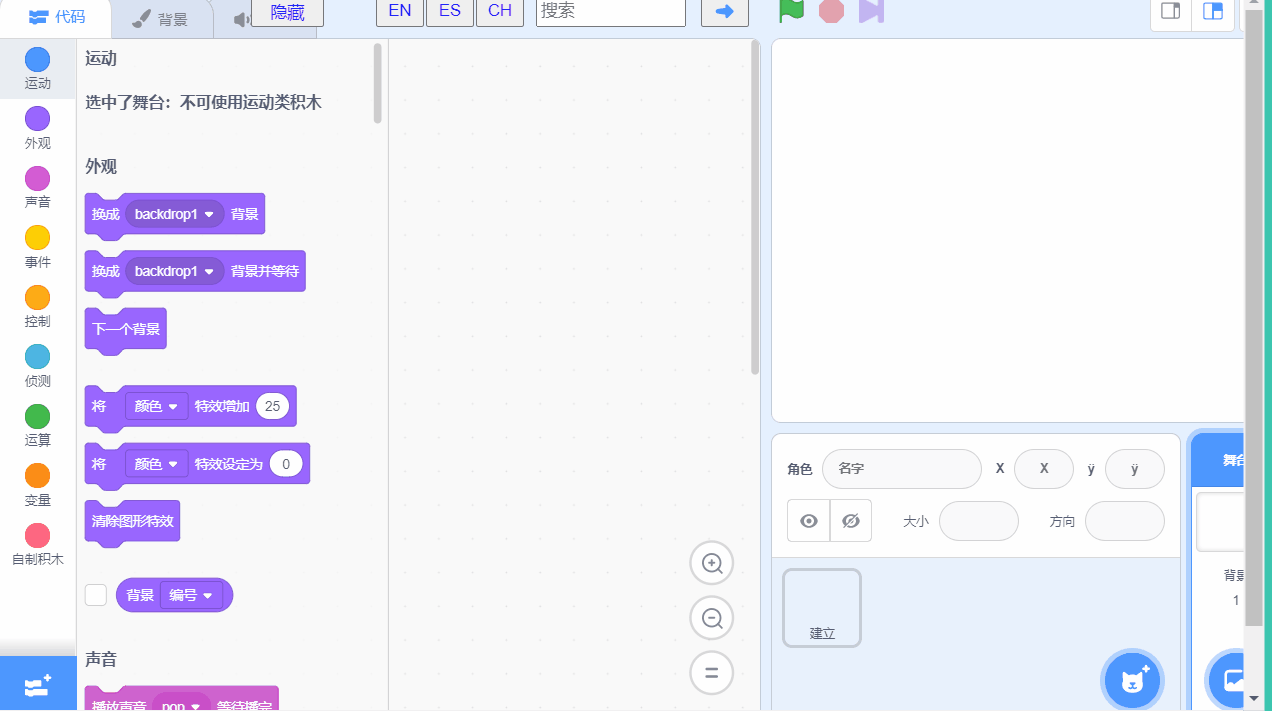 代码
背景
隐藏
EN
ES
CH
搜索
运动
外观
声音
事件
控制
侦测
运算
变量
自制积木
运动
选中了舞台：不可使用运动类积木
外观
换成 backdrop1 背景
换成 backdrop1 背景并等待
下一个背景
将 颜色 特效增加 25
将 颜色 特效设定为 0
清除图形特效
背景 编号
声音
播放声音 pop 等待播完
角色 名字 X X ÿ ÿ
大小 方向
建立
舞台
背景
1